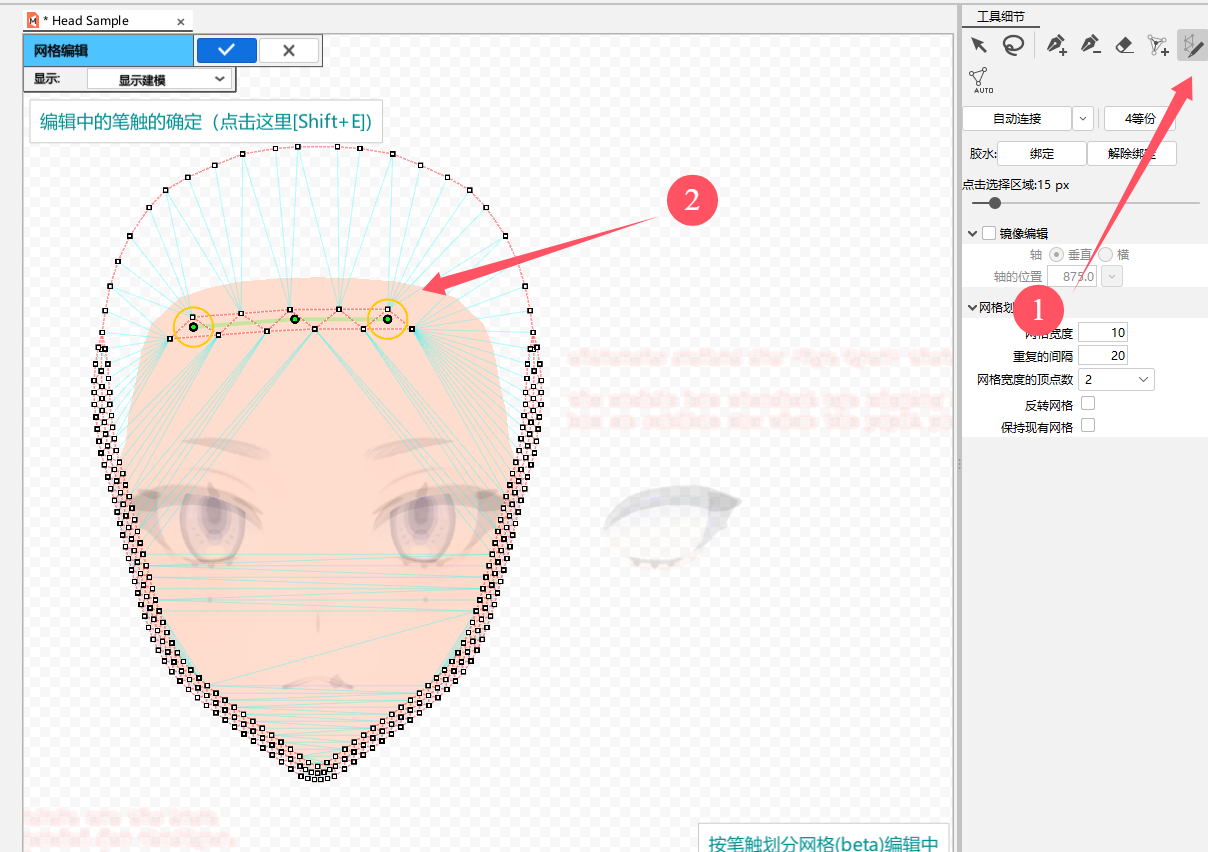 * Head Sample ×
网格编辑
显示: 显示建模
编辑中的笔触的确定（点击这里[Shift+E]）
2
按笔触划分网格(beta)编辑中
工具细节
AUTO
自动连接 4等份
胶水: 绑定 解除绑定
点击选择区域:15 px
镜像编辑
轴 垂直 横
轴的位置 875.0
网格划
1
网格宽度 10
重复的间隔 20
网格宽度的顶点数 2
反转网格
保持现有网格